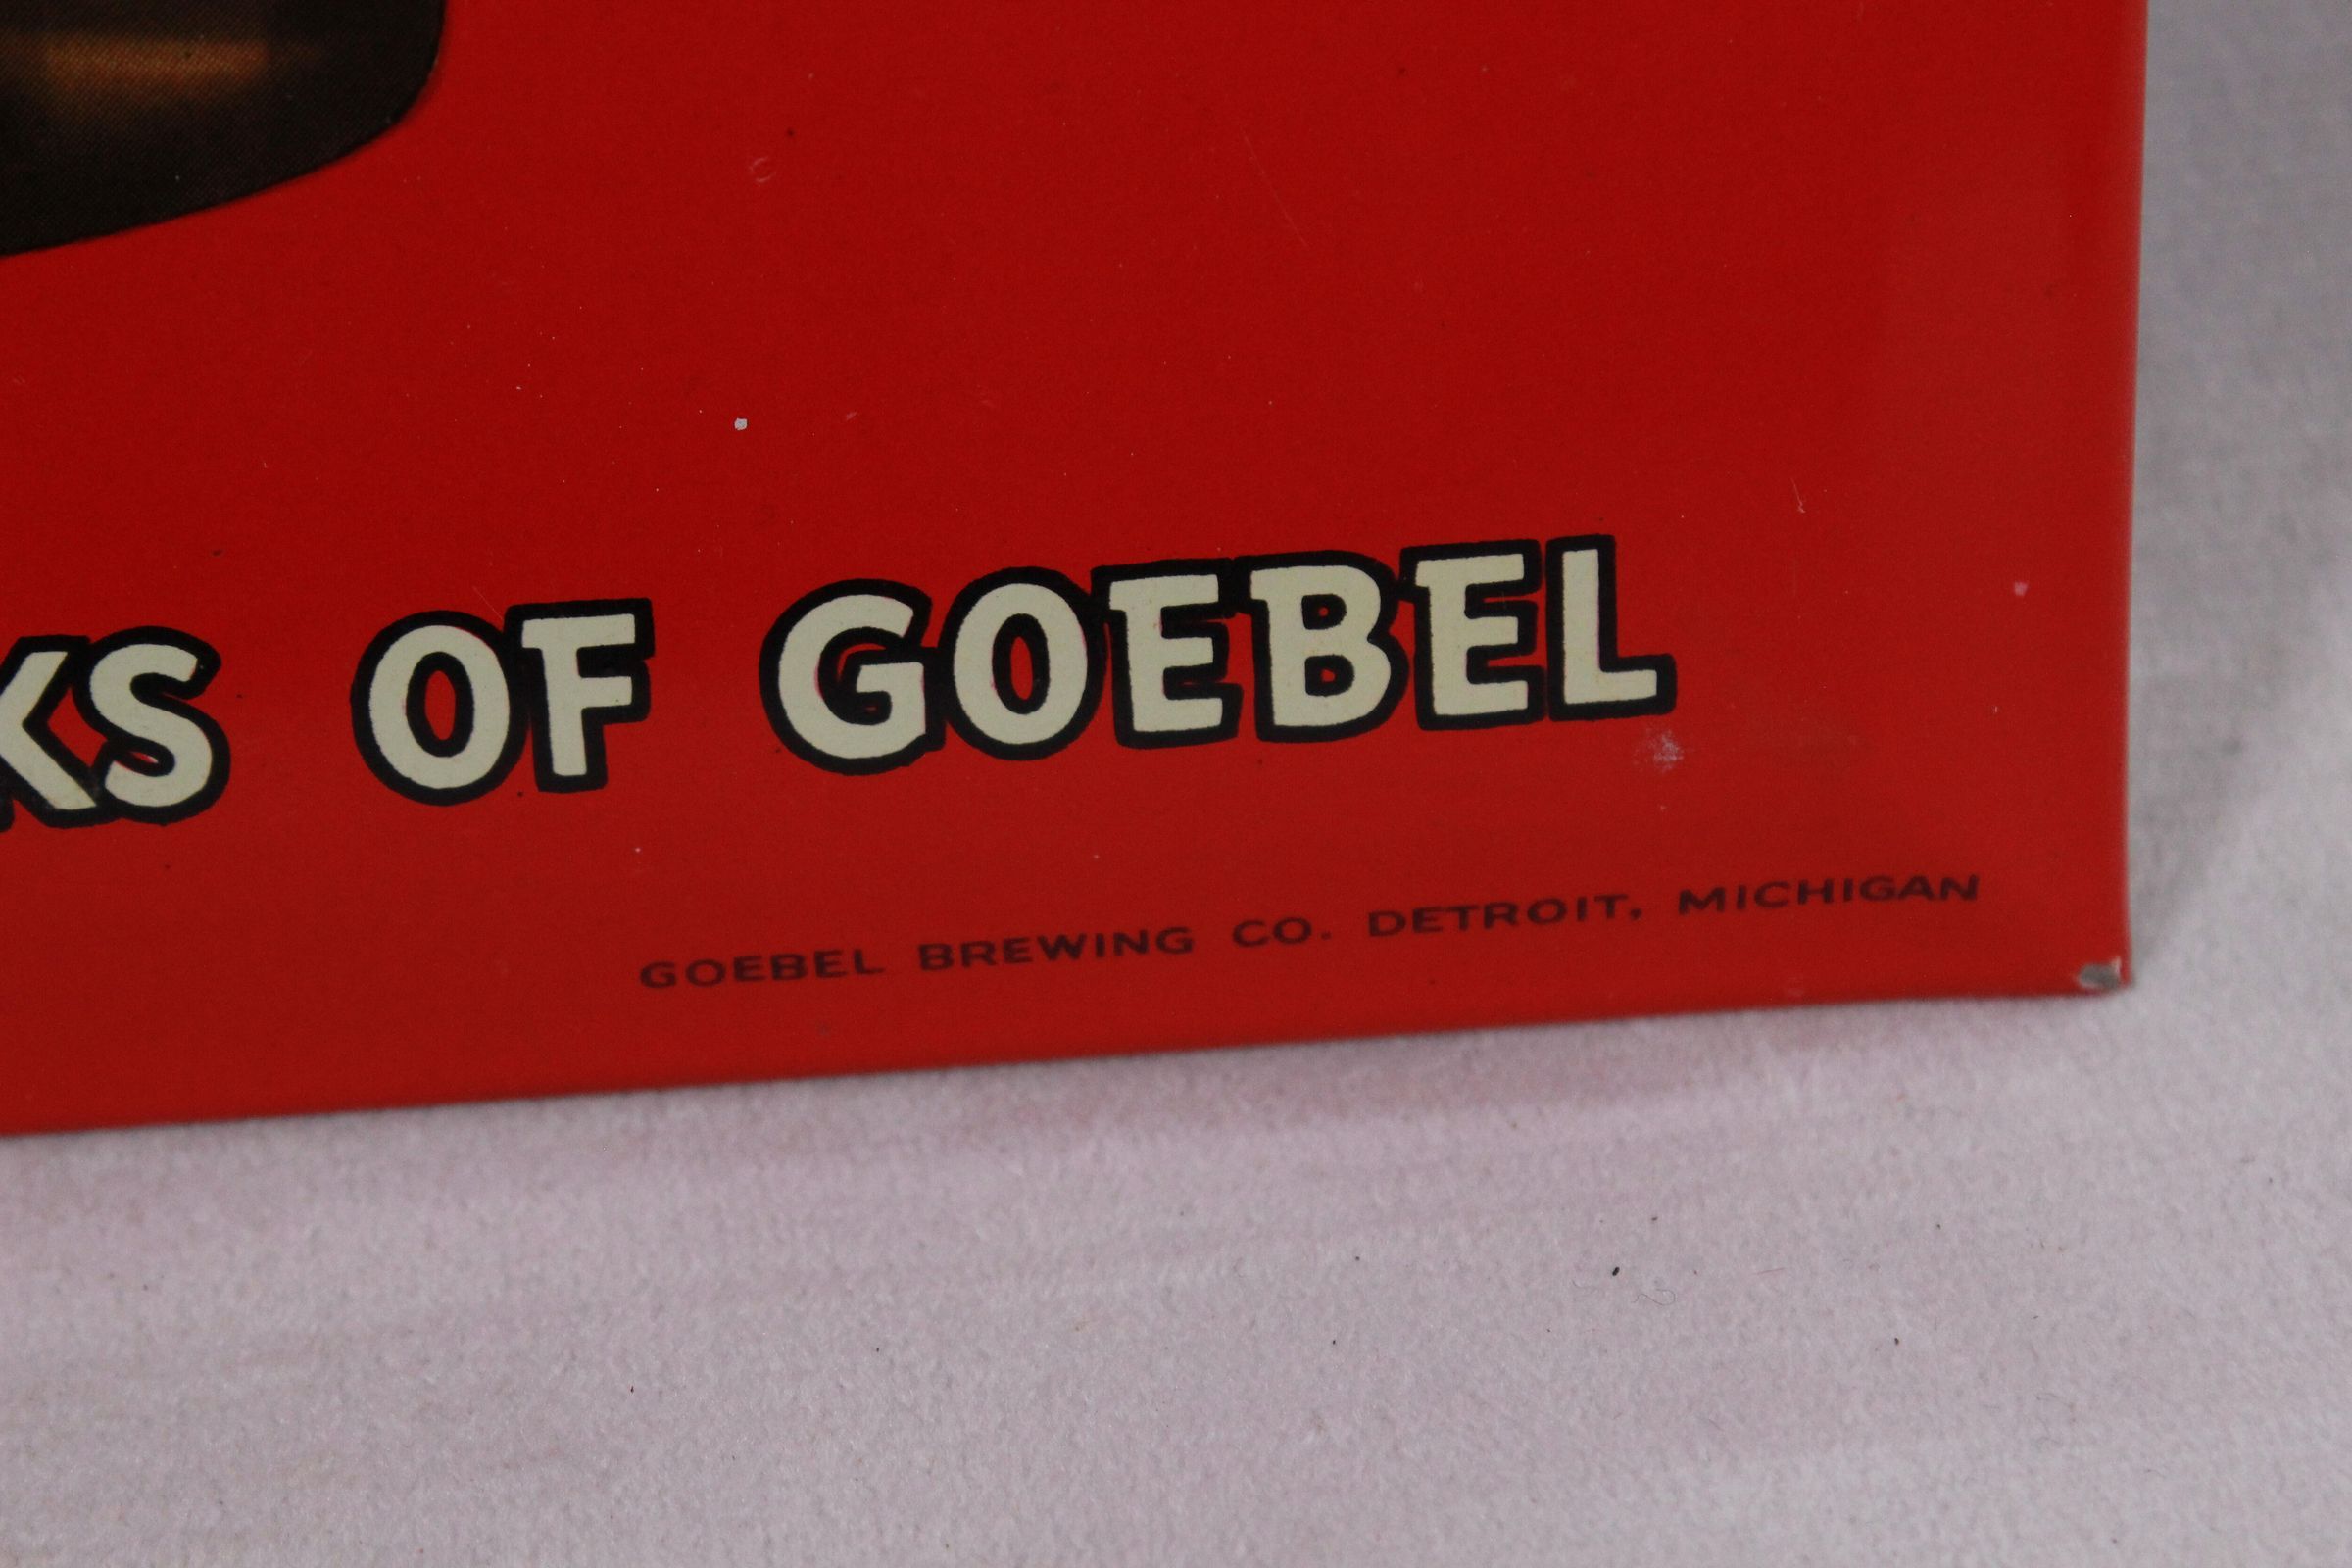 KS OF GOEBEL
GOEBEL BREWING CO. DETROIT, MICHIGAN